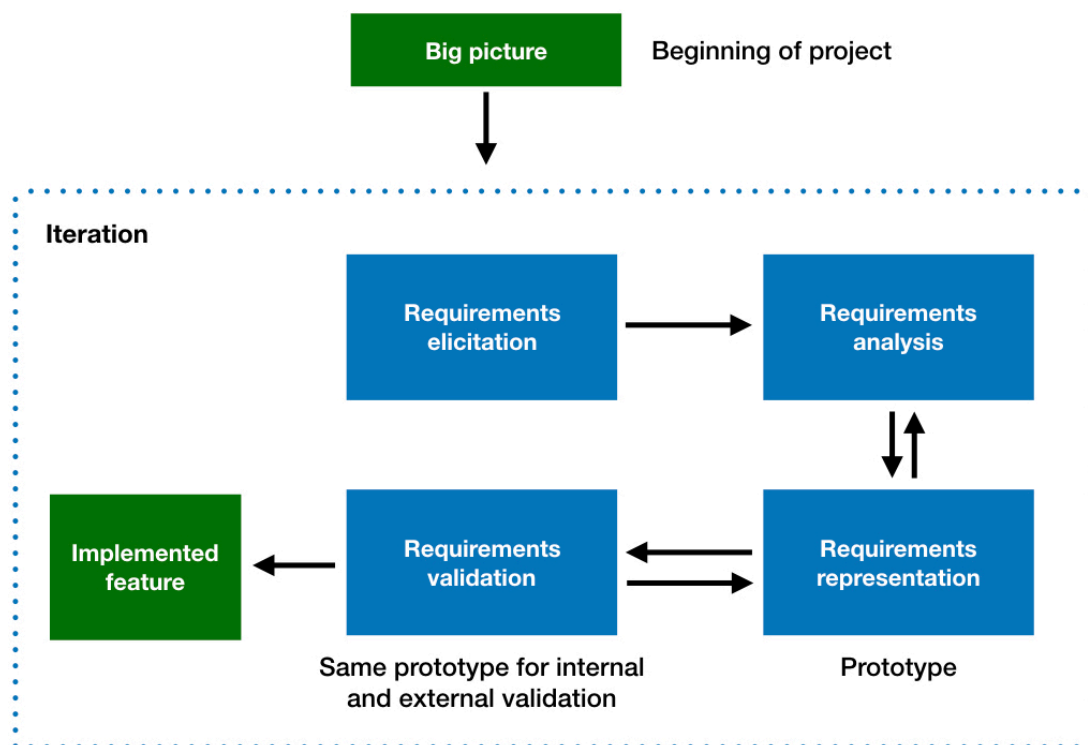 Big picture
Beginning of project
Iteration
Requirements
elicitation
Requirements
analysis
Implemented
feature
Requirements
validation
Requirements
representation
Same prototype for internal
and external validation
Prototype